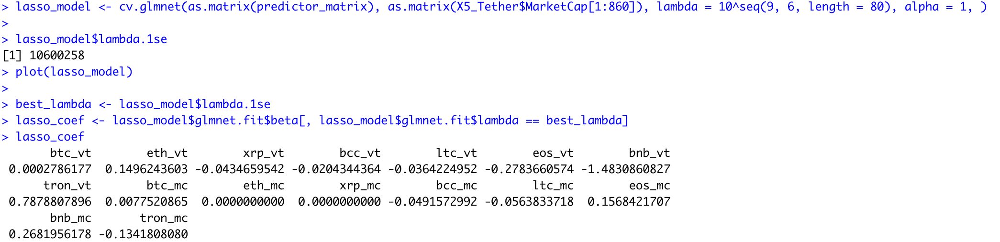 > lasso_model <- cv.glmnet(as.matrix(predictor_matrix), as.matrix(X5_Tether$MarketCap[1:860]), lambda = 10^seq(9, 6, length = 80), alpha = 1, )
>
> lasso_model$lambda.1se
[1] 10600258
> plot(lasso_model)
>
> best_lambda <- lasso_model$lambda.1se
> lasso_coef <- lasso_model$glmnet.fit$beta[, lasso_model$glmnet.fit$lambda == best_lambda]
> lasso_coef
btc_vt eth_vt xrp_vt bcc_vt ltc_vt eos_vt bnb_vt
0.0002786177 0.1496243603 -0.0434659542 -0.0204344364 -0.0364224952 -0.2783660574 -1.4830860827
tron_vt btc_mc eth_mc xrp_mc bcc_mc ltc_mc eos_mc
0.7878807896 0.0077520865 0.0000000000 0.0000000000 -0.0491572992 -0.0563833718 0.1568421707
bnb_mc tron_mc
0.2681956178 -0.1341808080